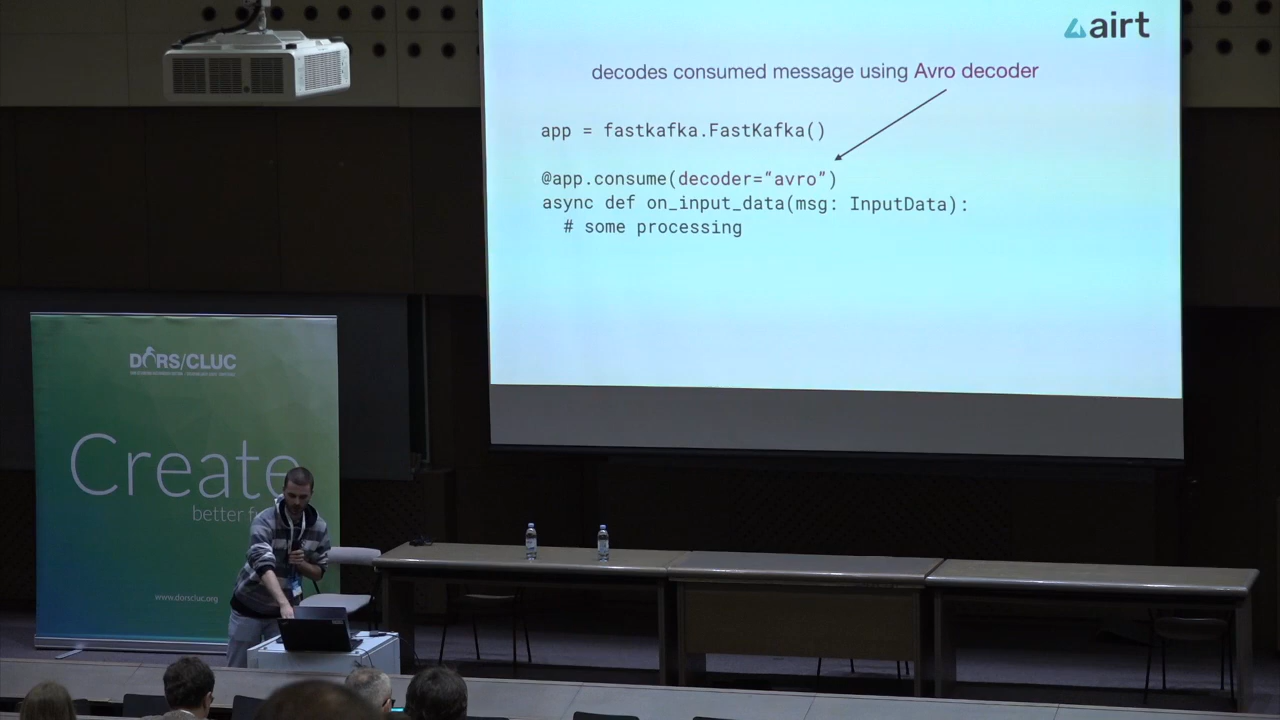 airt
decodes consumed message using Avro decoder
app = fastkafka.FastKafka()
@app.consume(decoder=“avro”)
async def on_input_data(msg: InputData):
# some processing
DORS/CLUC
Create
better
www.dorscluc.org